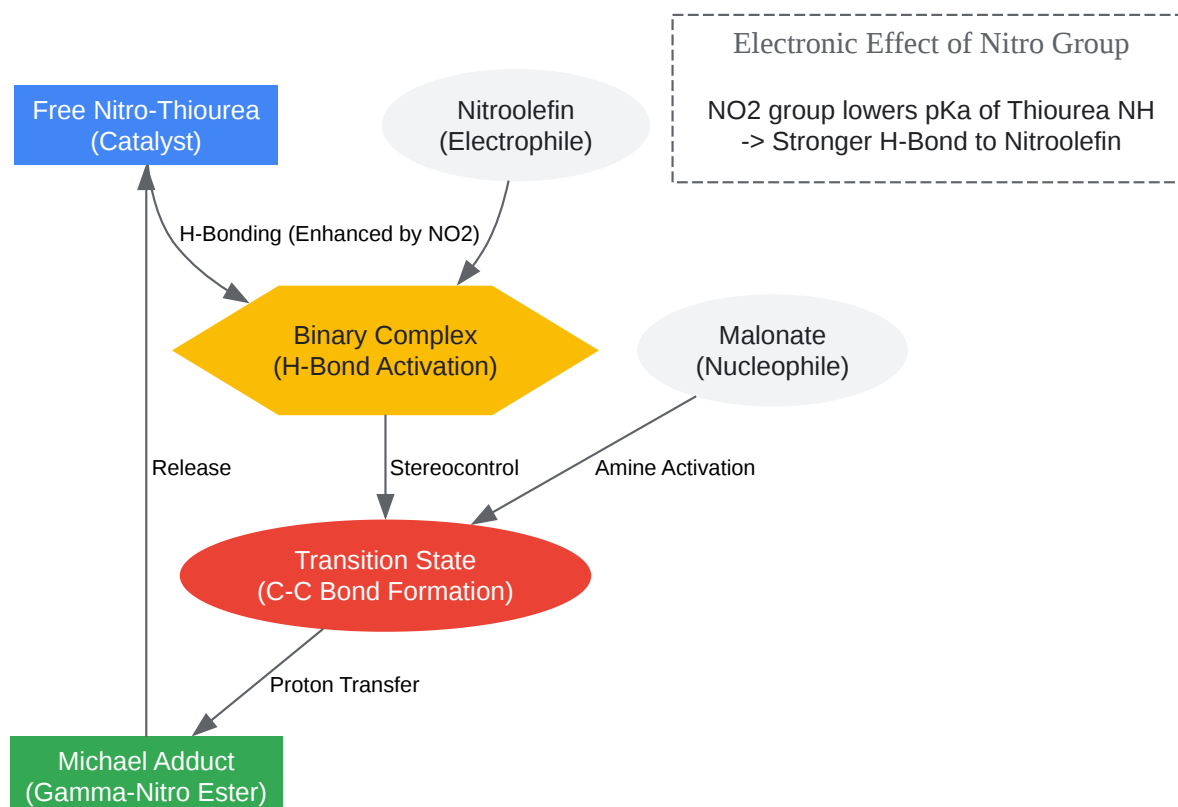 Electronic Effect of Nitro Group
NO2 group lowers pKa of Thiourea NH
-> Stronger H-Bond to Nitroolefin
Free Nitro-Thiourea
(Catalyst)
Nitroolefin
(Electrophile)
H-Bonding (Enhanced by NO2)
Binary Complex
(H-Bond Activation)
Malonate
(Nucleophile)
Release
Stereocontrol
Amine Activation
Transition State
(C-C Bond Formation)
Proton Transfer
Michael Adduct
(Gamma-Nitro Ester)